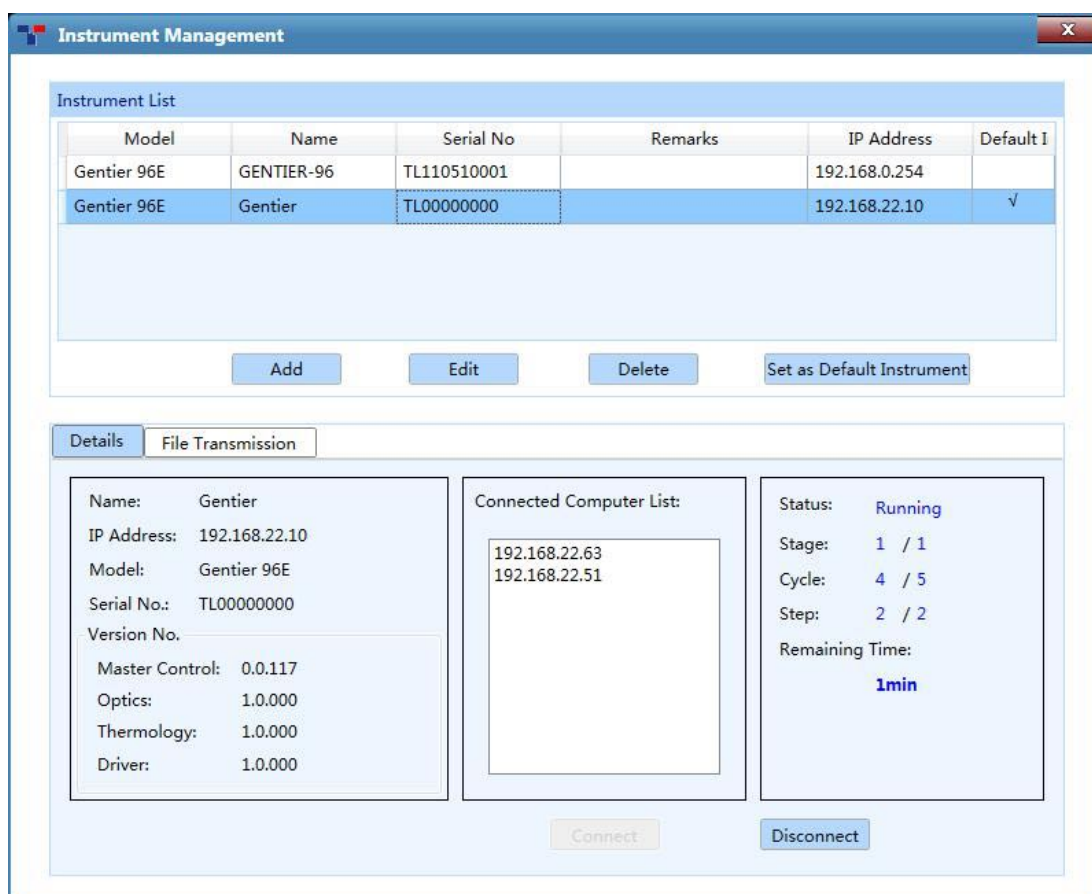 Instrument Management
x
Instrument List
Model Name Serial No Remarks IP Address Default I
Gentier 96E GENTIER-96 TL110510001 192.168.0.254
Gentier 96E Gentier TL00000000 192.168.22.10 √
Add Edit Delete Set as Default Instrument
Details File Transmission
Name: Gentier
IP Address: 192.168.22.10
Model: Gentier 96E
Serial No.: TL00000000
Version No.
Master Control: 0.0.117
Optics: 1.0.000
Thermology: 1.0.000
Driver: 1.0.000
Connected Computer List:
192.168.22.63
192.168.22.51
Status: Running
Stage: 1 / 1
Cycle: 4 / 5
Step: 2 / 2
Remaining Time:
1min
Connect Disconnect